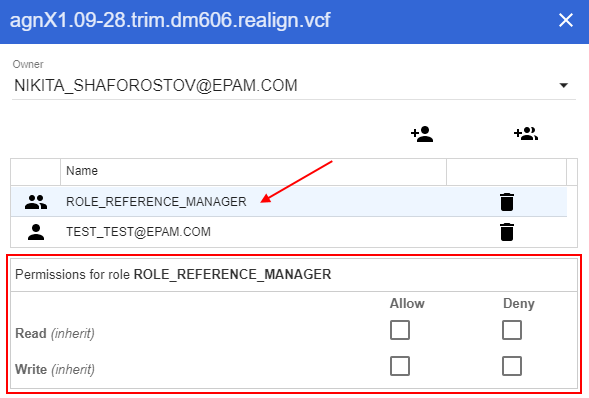 agnX1.09-28.trim.dm606.realign.vcf
Owner
NIKITA_SHAFOROSTOV@EPAM.COM
Name
ROLE_REFERENCE_MANAGER
TEST_TEST@EPAM.COM
Permissions for role ROLE_REFERENCE_MANAGER
Allow Deny
Read (inherit)
Write (inherit)